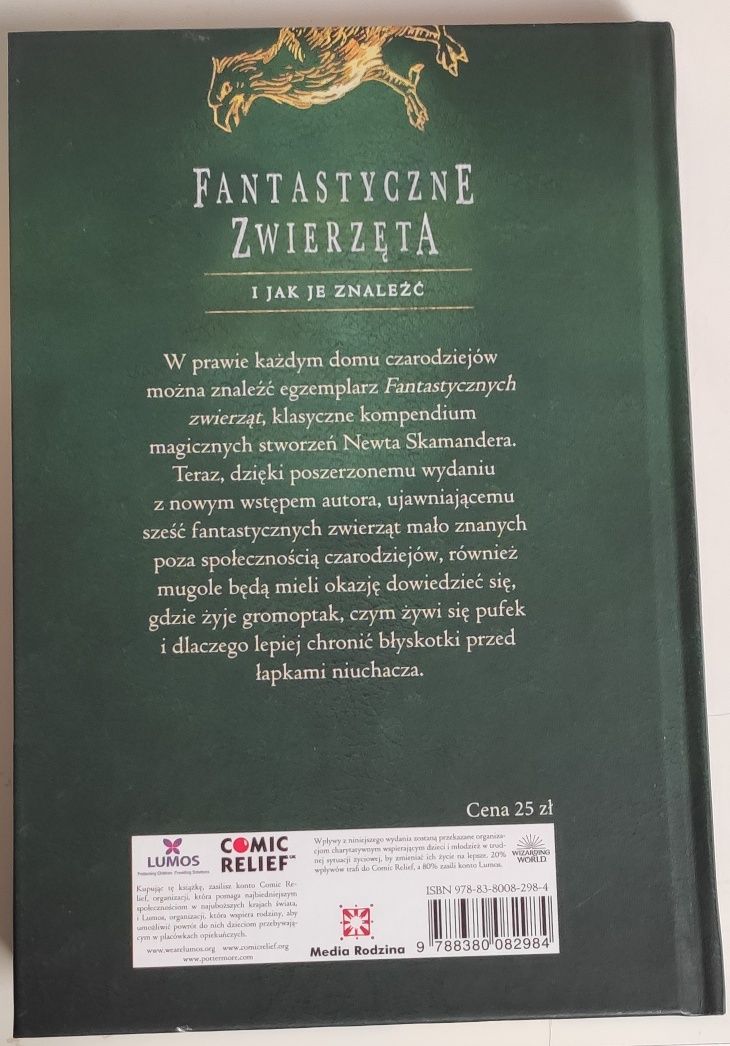 FANTASTYCZNE
ZWIERZĘTA
I JAK JE ZNALEŹĆ
W prawie każdym domu czarodziejów
można znaleźć egzemplarz Fantastycznych
zwierząt, klasyczne kompendium
magicznych stworzeń Newta Skamandera.
Teraz, dzięki poszerzonemu wydaniu
z nowym wstępem autora, ujawniającemu
sześć fantastycznych zwierząt mało znanych
poza społecznością czarodziejów, również
mugole będą mieli okazję dowiedzieć się,
gdzie żyje gromoptak, czym żywi się pufek
i dlaczego lepiej chronić błyskotki przed
łapkami niuchacza.
Cena 25 zł
LUMOS
Protecting Children. Providing Solutions.
COMIC
RELIEF
UK
Wpływy z niniejszego wydania zostaną przekazane organiza-
cjom charytatywnym wspierającym dzieci i młodzież w trud-
nej sytuacji życiowej, by zmieniać ich życie na lepsze. 20%
wpływów trafi do Comic Relief, a 80% zasili konto Lumos.
WIZARDING
WORLD
Kupując tę książkę, zasilisz konto Comic Re-
lief, organizacji, która pomaga najbiedniejszym
społecznościom w najuboższych krajach świata,
i Lumos, organizacji, która wspiera rodziny, aby
umożliwić powrót do nich dzieciom przebywają-
cym w placówkach opiekuńczych.
www.wearelumos.org www.comicrelief.org
www.pottermore.com
Media Rodzina
ISBN 978-83-8008-298-4
9 788380 082984